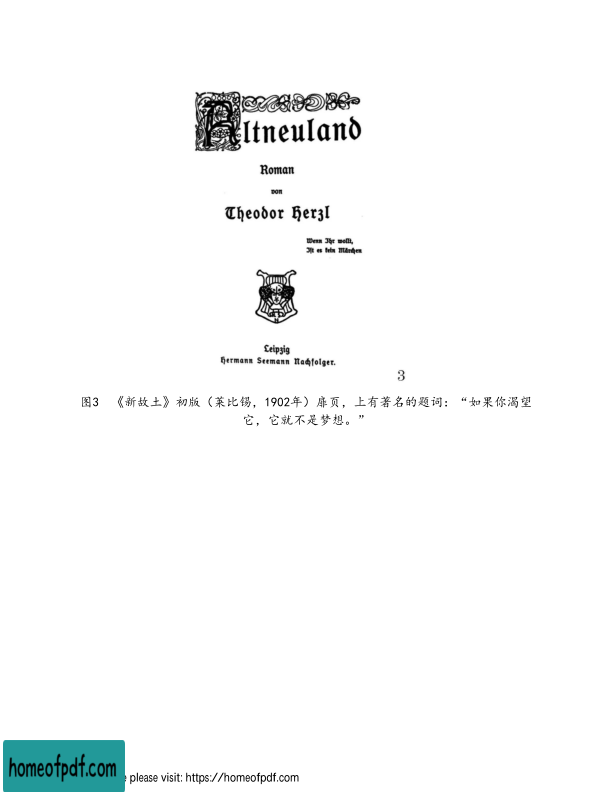 Altneuland
Roman
von
Theodor Herzl
Wenn Ihr wollt,
Ist es kein Märchen
Leipzig
Hermann Seemann Nachfolger.
3
图3 《新故土》初版（莱比锡，1902年）扉页，上有著名的题词：“如果你渴望
它，它就不是梦想。”
homeofpdf.com
e please visit: https://homeofpdf.com